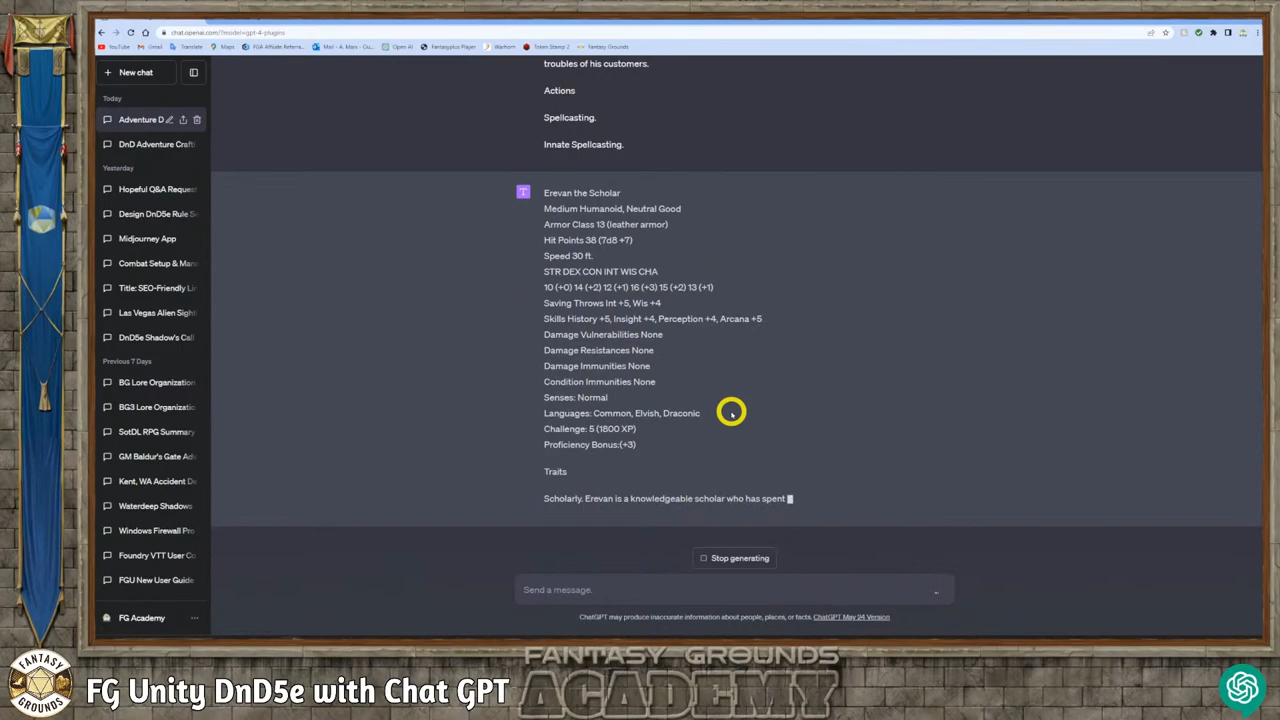 chat.openai.com/?model=gpt-4-plugins
YouTube Gmail Translate Maps FGA Affiliate Referra... Mail - A. Mars - Ou... Open AI Fantasyplus Player Warhorn Token Stamp 2 Fantasy Grounds
New chat
Today
Adventure D
DnD Adventure Crafti
Yesterday
Hopeful Q&A Request
Design DnD5e Rule Se
Midjourney App
Combat Setup & Man
Title: SEO-Friendly Li
Las Vegas Alien Sighti
DnD5e Shadow's Call
Previous 7 Days
BG Lore Organization
BG3 Lore Organizatio
SotDL RPG Summary
GM Baldur's Gate Adv
Kent, WA Accident De
Waterdeep Shadows
Windows Firewall Pro
Foundry VTT User Co
FGU New User Guide
FG Academy
troubles of his customers.
Actions
Spellcasting.
Innate Spellcasting.
T
Erevan the Scholar
Medium Humanoid, Neutral Good
Armor Class 13 (leather armor)
Hit Points 38 (7d8 +7)
Speed 30 ft.
STR DEX CON INT WIS CHA
10 (+0) 14 (+2) 12 (+1) 16 (+3) 15 (+2) 13 (+1)
Saving Throws Int +5, Wis +4
Skills History +5, Insight +4, Perception +4, Arcana +5
Damage Vulnerabilities None
Damage Resistances None
Damage Immunities None
Condition Immunities None
Senses: Normal
Languages: Common, Elvish, Draconic
Challenge: 5 (1800 XP)
Proficiency Bonus:(+3)
Traits
Scholarly. Erevan is a knowledgeable scholar who has spent
Stop generating
Send a message.
ChatGPT may produce inaccurate information about people, places, or facts. ChatGPT May 24 Version
FANTASY GROUNDS
ACADEMY
FANTASY
GROUNDS
FG Unity DnD5e with Chat GPT